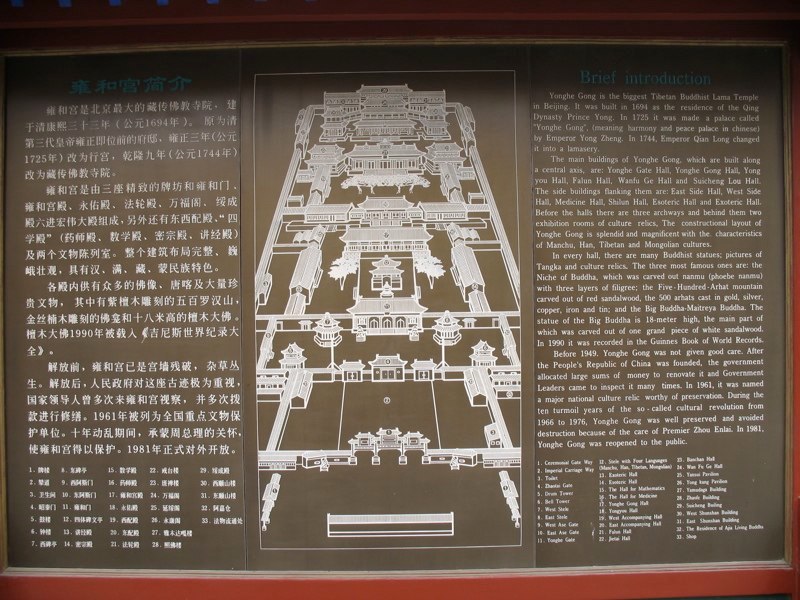 雍和宫简介
雍和宫是北京最大的藏传佛教寺院。建
于清康熙三十三年《公元1694年》。原为清
第三代皇帝雍正即位前的府邸,雍正三年(公元
1725年)改为行宫,乾隆九年(公元1744年)
改为藏传佛教寺院。
雍和宫是由三座精致的牌坊和雍和门、
雍和宫殿、永佑殿、法轮殿、万福阁、绥成
殿六进宏伟大殿组成,另外还有东西配殿、“四
学殿”(药师殿、数学殿、密宗殿、讲经殿)
及两个文物陈列室。整个建筑布局完整、巍
峨壮观,具有汉、满、藏、蒙民族特色。
各殿内供有众多的佛像、唐喀及大量珍
贵文物,其中有紫檀木雕刻的五百罗汉山,
金丝楠木雕刻的佛龛和十八米高的檀木大佛。
檀木大佛1990年被载入《吉尼斯世界纪录大
全》。
解放前,雍和宫已是宫墙残破,杂草丛
生。解放后,人民政府对这座古迹极为重视,
国家领导人曾多次来雍和宫视察,并多次拨
款进行修缮。1961年被列为全国重点文物保
护单位。十年动乱期间,承蒙周总理的关怀,
使雍和宫得以保护。1981年正式对外开放。
1. 牌楼 8. 东碑亭 15. 数学殿 22. 戒台楼 29. 绥成殿
2. 辇道 9. 西阿斯门 16. 药师殿 23. 班禅楼 30. 西顺山楼
3. 卫生间 10. 东阿斯门 17. 雍和宫殿 24. 万福阁 31. 东顺山楼
4. 昭泰门 11. 雍和门 18. 永佑殿 25. 延绥阁 32. 阿嘉仓
5. 鼓楼 12. 四体碑文亭 19. 西配殿 26. 永康阁 33. 法物流通处
6. 钟楼 13. 讲经殿 20. 东配殿 27. 雅木达嘎楼
7. 西碑亭 14. 密宗殿 21. 法轮殿 28. 照佛楼
Brief introduction
Yonghe Gong is the biggest Tibetan Buddhist Lama Temple
in Beijing. It was built in 1694 as the residence of the Qing
Dynasty Prince Yong. In 1725 it was made a palace called
"Yonghe Gong", (meaning harmony and peace palace in chinese)
by Emperor Yong Zheng. In 1744, Emperor Qian Long changed
it into a lamasery.
The main buildings of Yonghe Gong, which are built along
a central axis, are: Yonghe Gate Hall, Yonghe Gong Hall, Yong
you Hall, Falun Hall, Wanfu Ge Hall and Suicheng Lou Hall.
The side buildings flanking them are: East Side Hall, West Side
Hall, Medicine Hall, Shilun Hall, Esoteric Hall and Exoteric Hall.
Before the halls there are three archways and behind them two
exhibition rooms of culture relics. The constructural layout of
Yonghe Gong is splendid and magnificent with the characteristics
of Manchu, Han, Tibetan and Mongolian cultures.
In every hall, there are many Buddhist statues; pictures of
Tangka and culture relics. The three most famous ones are: the
Niche of Buddha, which was carved out nanmu (phoebe nanmu)
with three layers of filigree; the Five-Hundred-Arhat mountain
carved out of red sandalwood, the 500 arhats cast in gold, silver,
copper, iron and tin; and the Big Buddha-Maitreya Buddha. The
statue of the Big Buddha is 18-meter high, the main part of
which was carved out of one grand piece of white sandalwood.
In 1990 it was recorded in the Guinnes Book of World Records.
Before 1949, Yonghe Gong was not given good care. After
the People's Republic of China was founded, the government
allocated large sums of money to renovate it and Government
Leaders came to inspect it many times. In 1961, it was named
a major national culture relic worthy of preservation. During the
ten turmoil years of the so-called cultural revolution from
1966 to 1976, Yonghe Gong was well preserved and avoided
destruction because of the care of Premier Zhou Enlai. In 1981,
Yonghe Gong was reopened to the public.
1. Ceremonial Gate Way 12. Stele with Four Languages 23. Banchan Hall
2. Imperial Carriage Way (Manchu, Han, Tibetan, Mongolian) 24. Wan Fu Ge Hall
3. Toilet 13. Exoteric Hall 25. Yansui Pavilion
4. Zhaotai Gate 14. Esoteric Hall 26. Yong kang Pavilion
5. Drum Tower 15. The Hall for Mathematics 27. Yamudaga Building
6. Bell Tower 16. The Hall for Medicine 28. Zhaofo Building
7. West Stele 17. Yonghe Gong Hall 29. Suicheng Builing
8. East Stele 18. Yongyou Hall 30. West Shunshan Building
9. West Ase Gate 19. West Accompanying Hall 31. East Shunshan Building
10. East Ase Gate 20. East Accompanying Hall 32. The Residence of Ajia Living Buddha
11. Yonghe Gate 21. Falun Hall 33. Shop
22. Jietai Hall